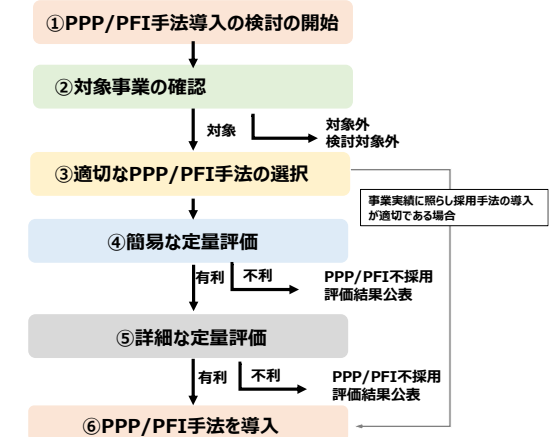 ①PPP/PFI手法導入の検討の開始
②対象事業の確認
対象
対象外
検討対象外
③適切なPPP/PFI手法の選択
事業実績に照らし採用手法の導入
が適切である場合
④簡易な定量評価
有利
不利
PPP/PFI不採用
評価結果公表
⑤詳細な定量評価
有利
不利
PPP/PFI不採用
評価結果公表
⑥PPP/PFI手法を導入